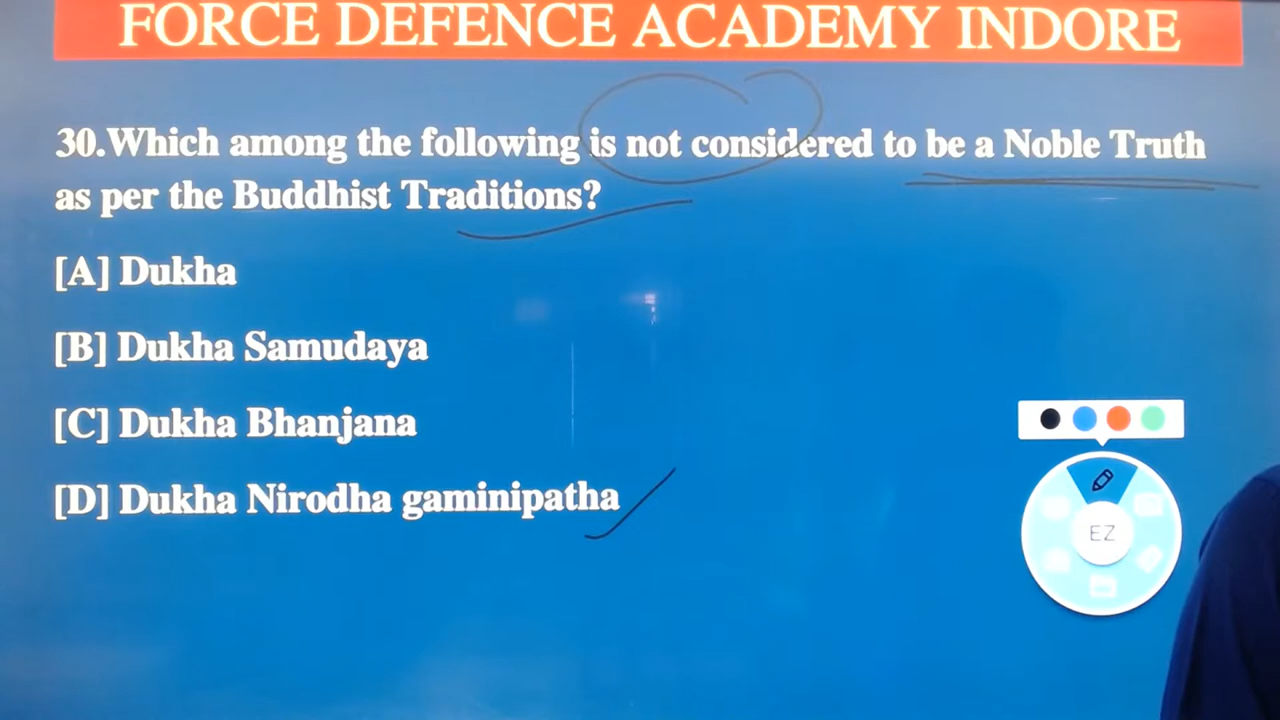 FORCE DEFENCE ACADEMY INDORE
30.Which among the following is not considered to be a Noble Truth
as per the Buddhist Traditions?
[A] Dukha
[B] Dukha Samudaya
[C] Dukha Bhanjana
[D] Dukha Nirodha gaminipatha
EZ